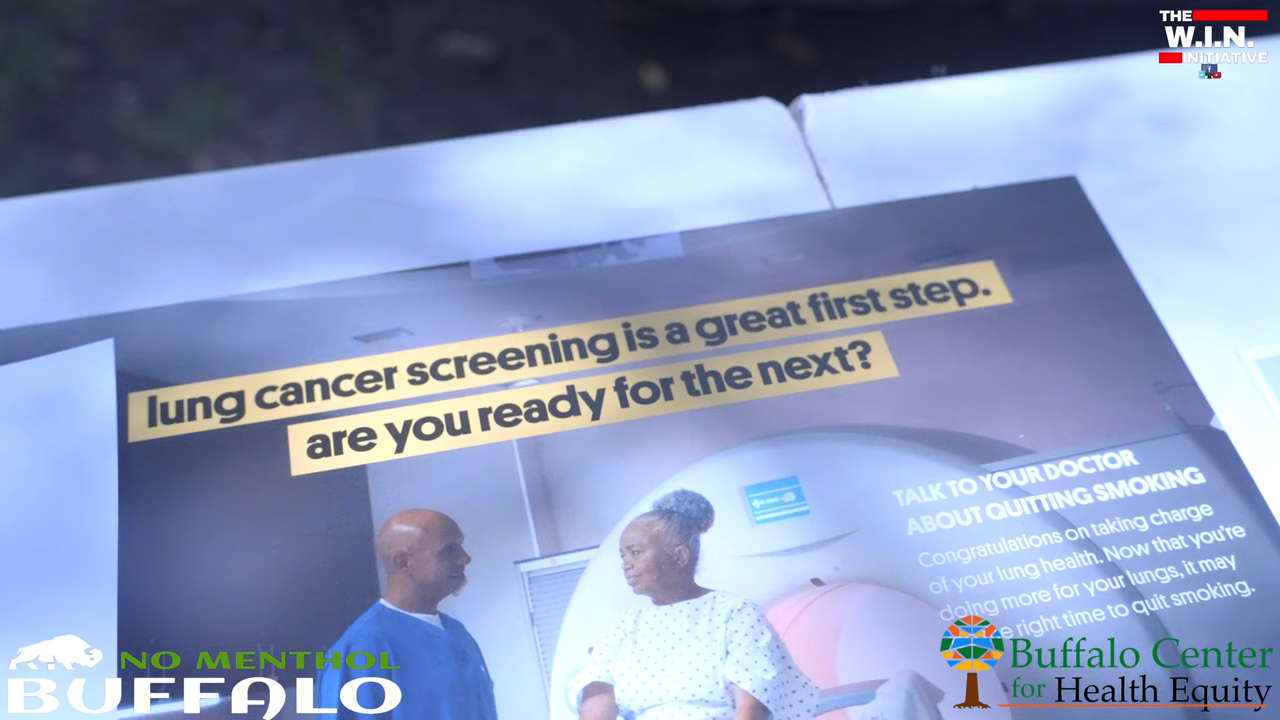 THE
W.I.N.
INITIATIVE
lung cancer screening is a great first step.
are you ready for the next?
TALK TO YOUR DOCTOR
ABOUT QUITTING SMOKING
Congratulations on taking charge
of your lung health. Now that you're
doing more for your lungs, it may
right time to quit smoking.
NO MENTHOL
BUFFALO
Buffalo Center
for Health Equity